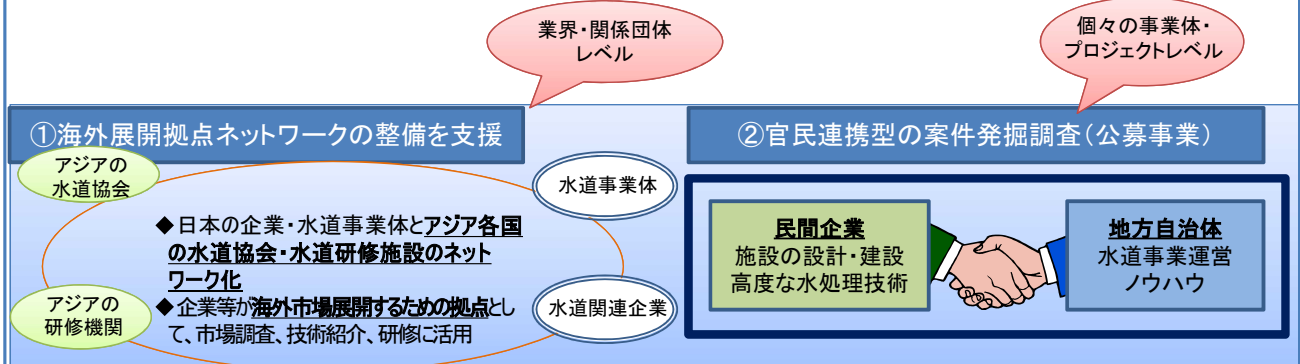 業界・関係団体
レベル
個々の事業体・
プロジェクトレベル
①海外展開拠点ネットワークの整備を支援
アジアの
水道協会
水道事業体
◆日本の企業・水道事業体とアジア各国
の水道協会・水道研修施設のネット
ワーク化
◆企業等が海外市場展開するための拠点とし
て、市場調査、技術紹介、研修に活用
アジアの
研修機関
水道関連企業
②官民連携型の案件発掘調査（公募事業）
民間企業
施設の設計・建設
高度な水処理技術
地方自治体
水道事業運営
ノウハウ